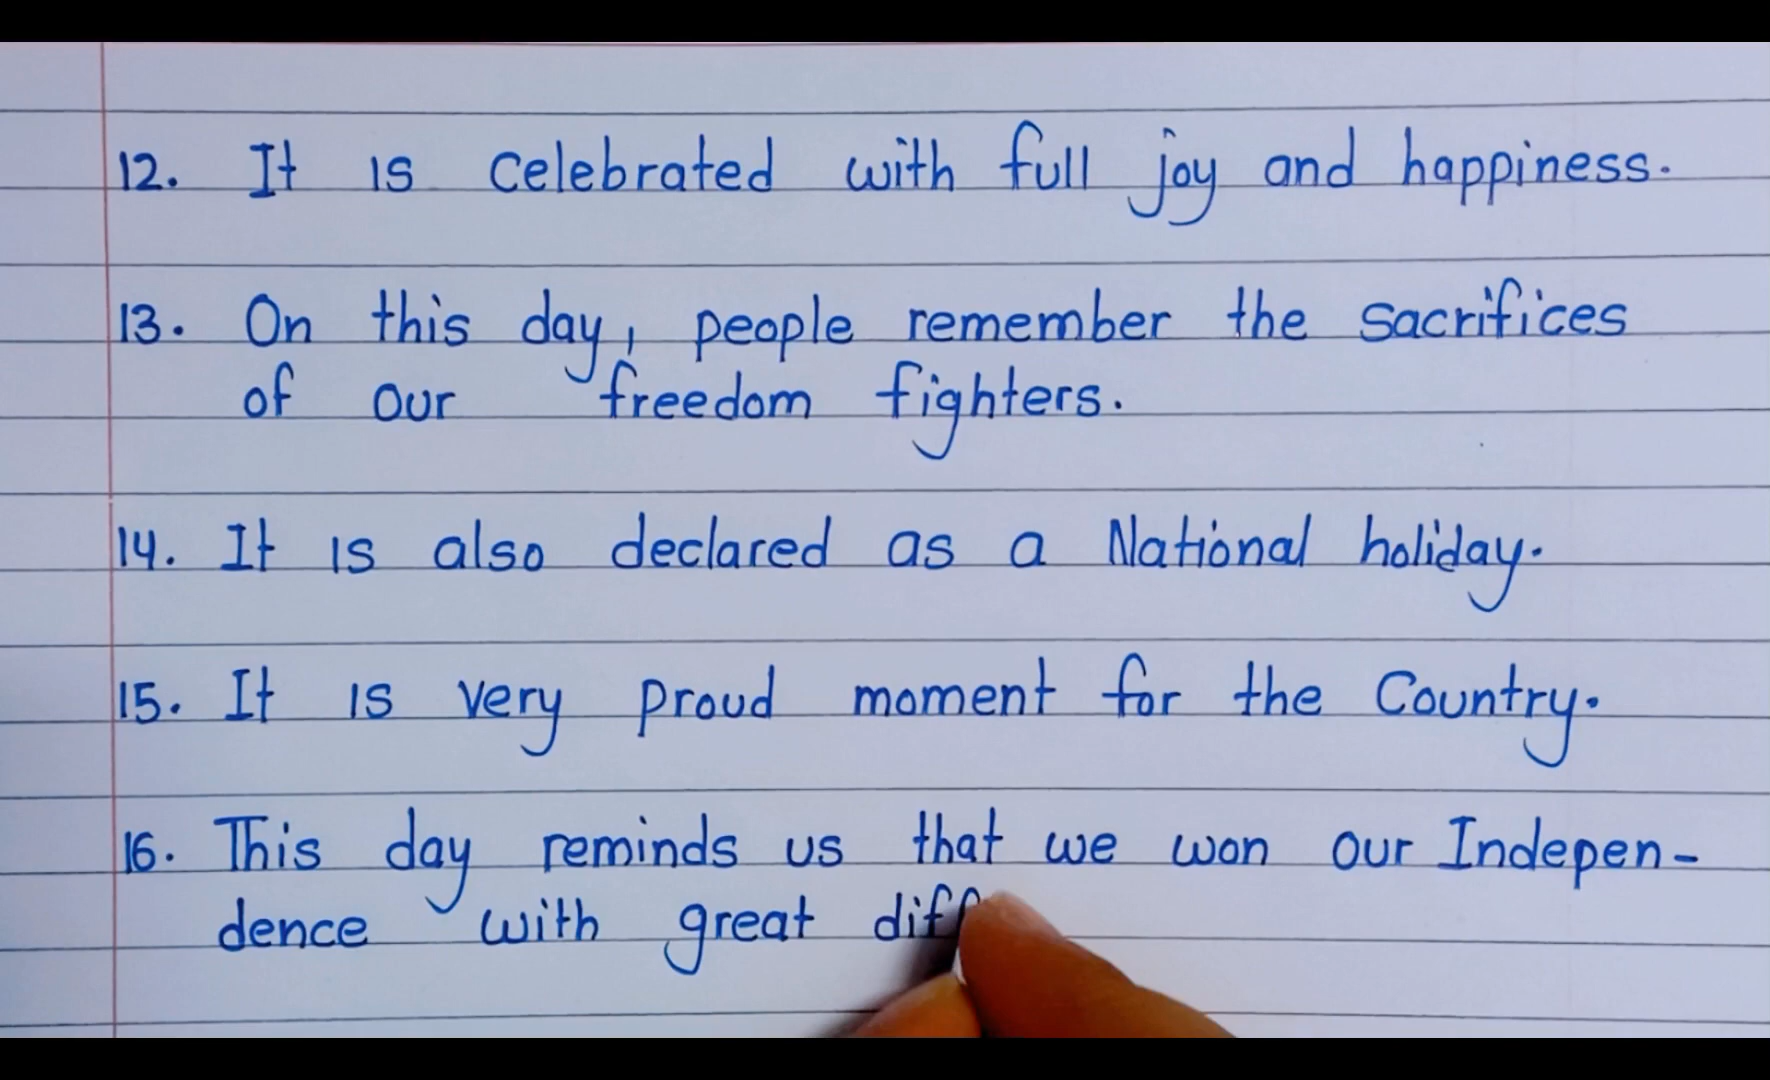 12. It is celebrated with full joy and happiness.
13. On this day, people remember the sacrifices
of our freedom fighters.
14. It is also declared as a National holiday.
15. It is very proud moment for the Country.
16. This day reminds us that we won our Indepen-
dence with great